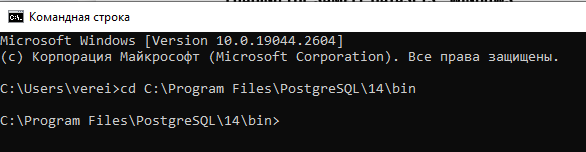 Командная строка
Microsoft Windows [Version 10.0.19044.2604]
(c) Корпорация Майкрософт (Microsoft Corporation). Все права защищены.
C:\Users\verei>cd C:\Program Files\PostgreSQL\14\bin
C:\Program Files\PostgreSQL\14\bin>